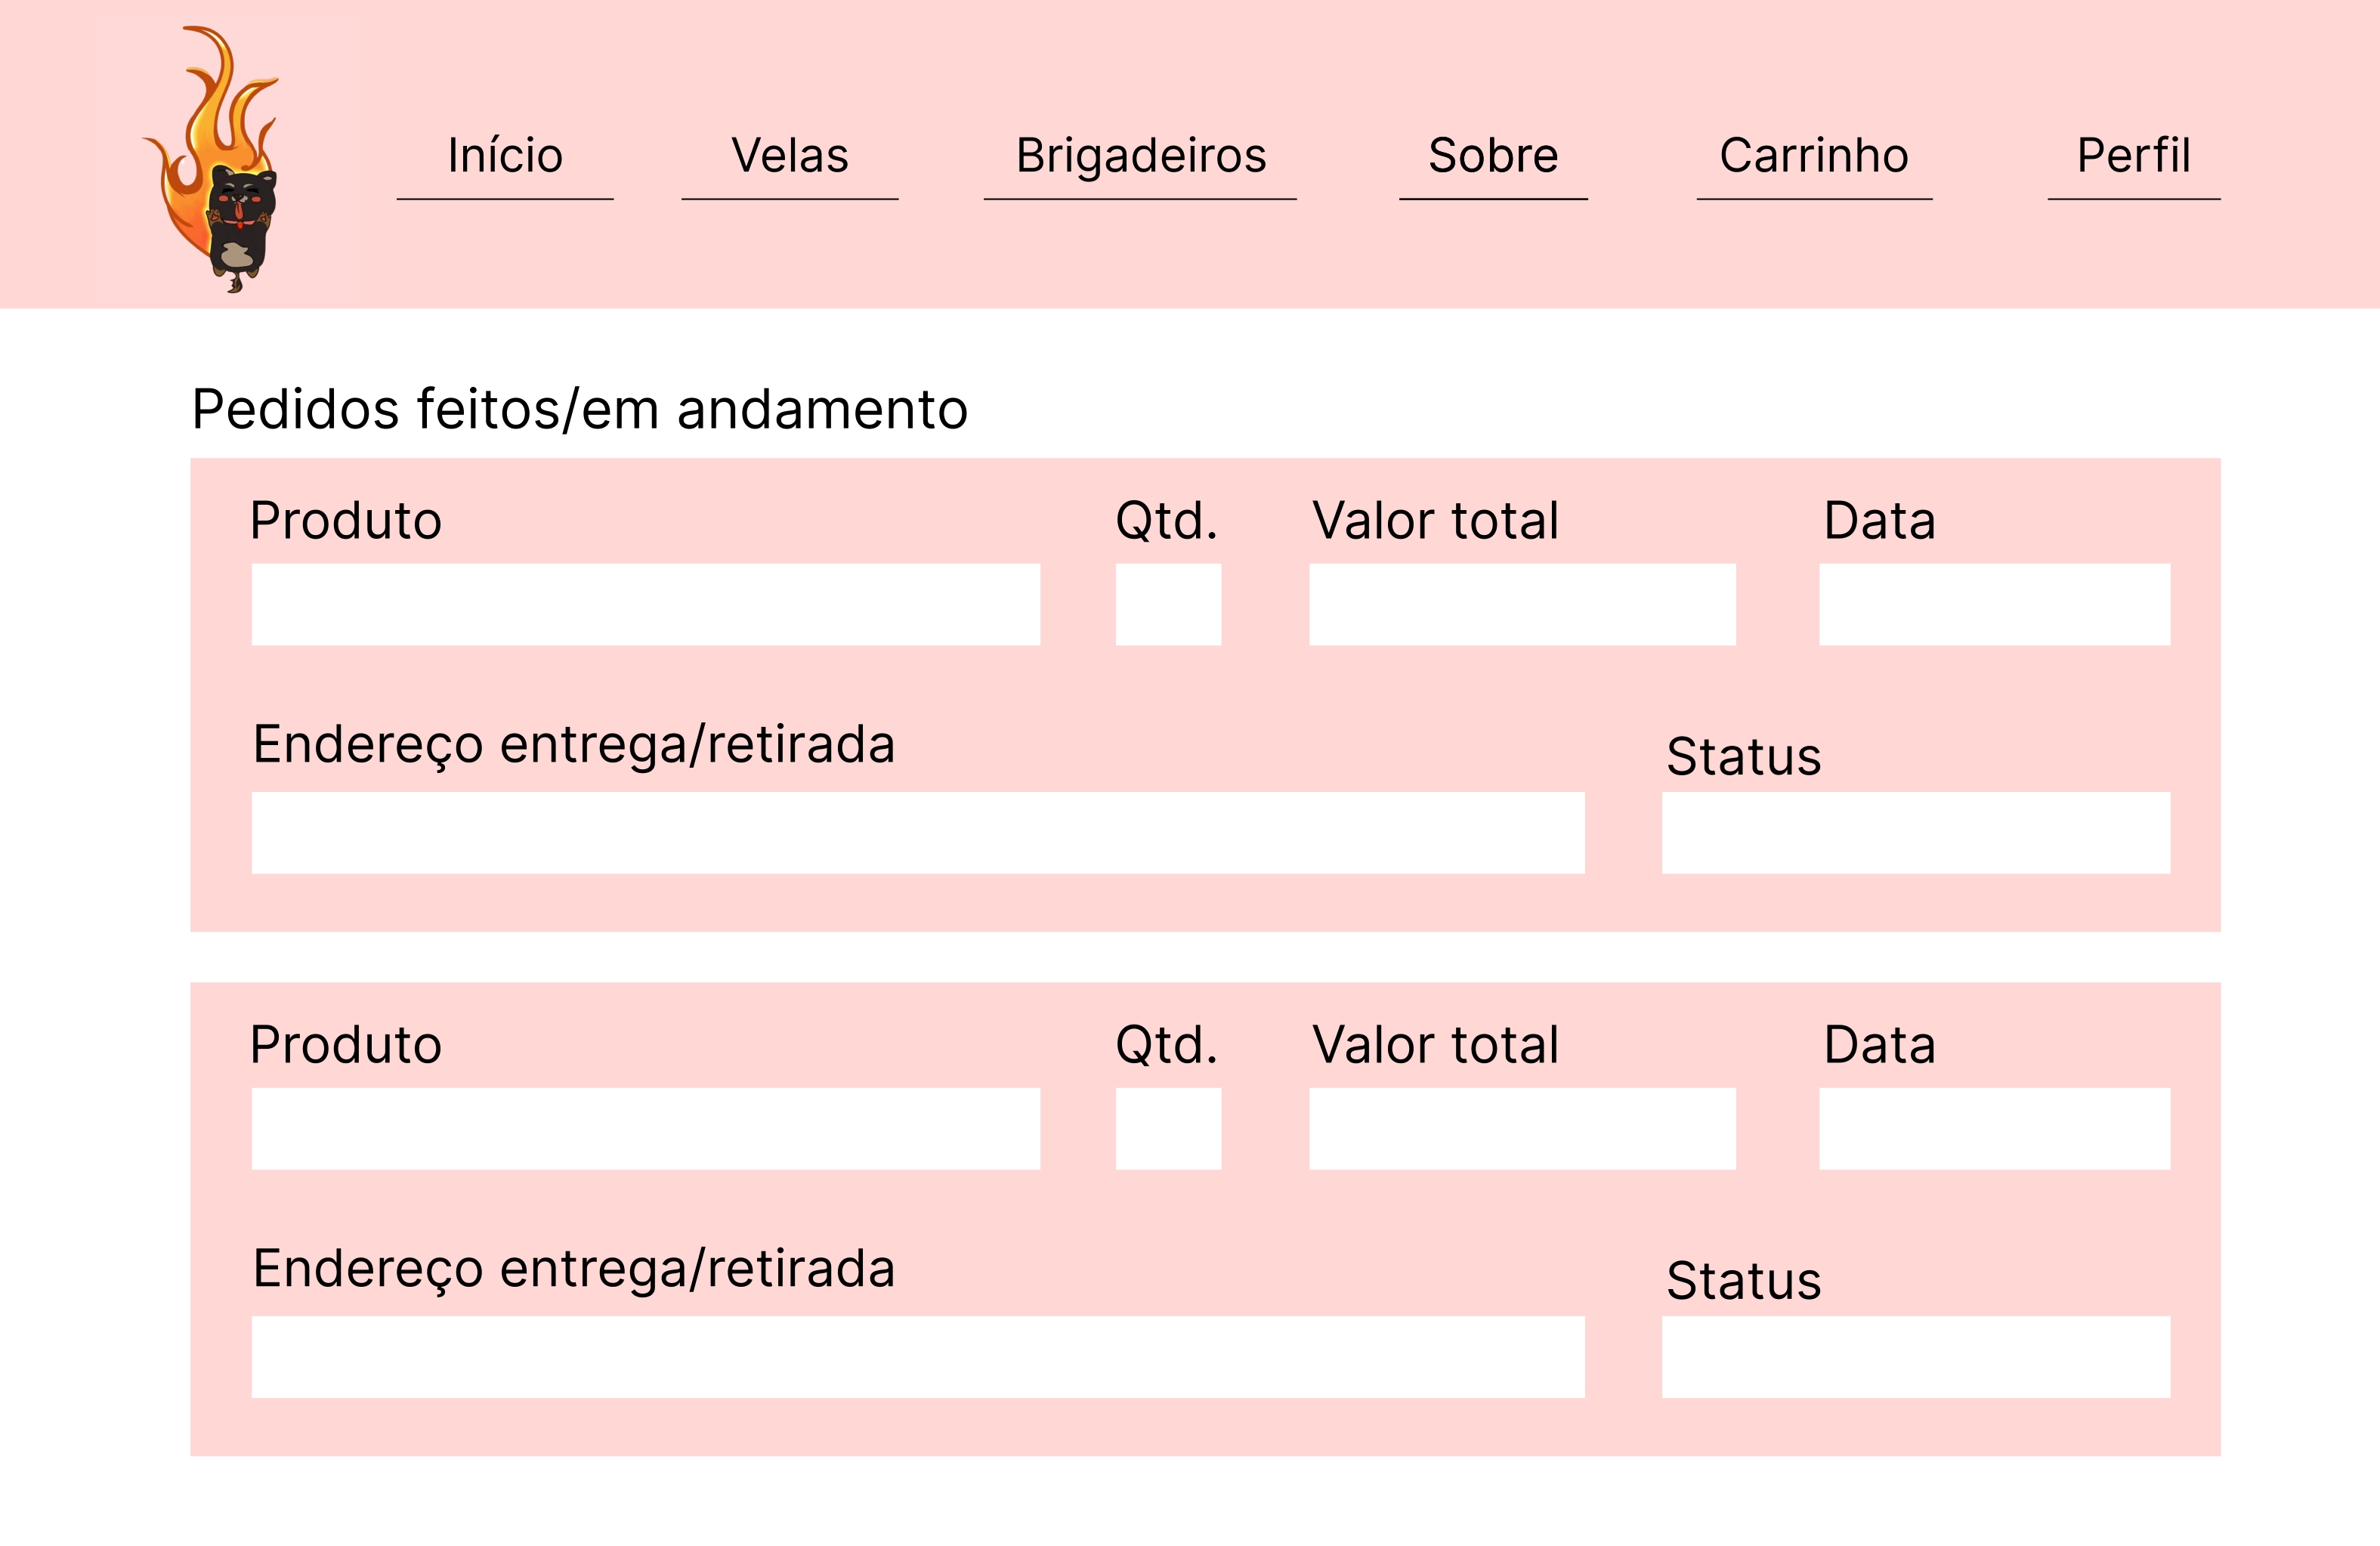 Início Velas Brigadeiros Sobre Carrinho Perfil
Pedidos feitos/em andamento
Produto Qtd. Valor total Data
Endereço entrega/retirada Status
Produto Qtd. Valor total Data
Endereço entrega/retirada Status